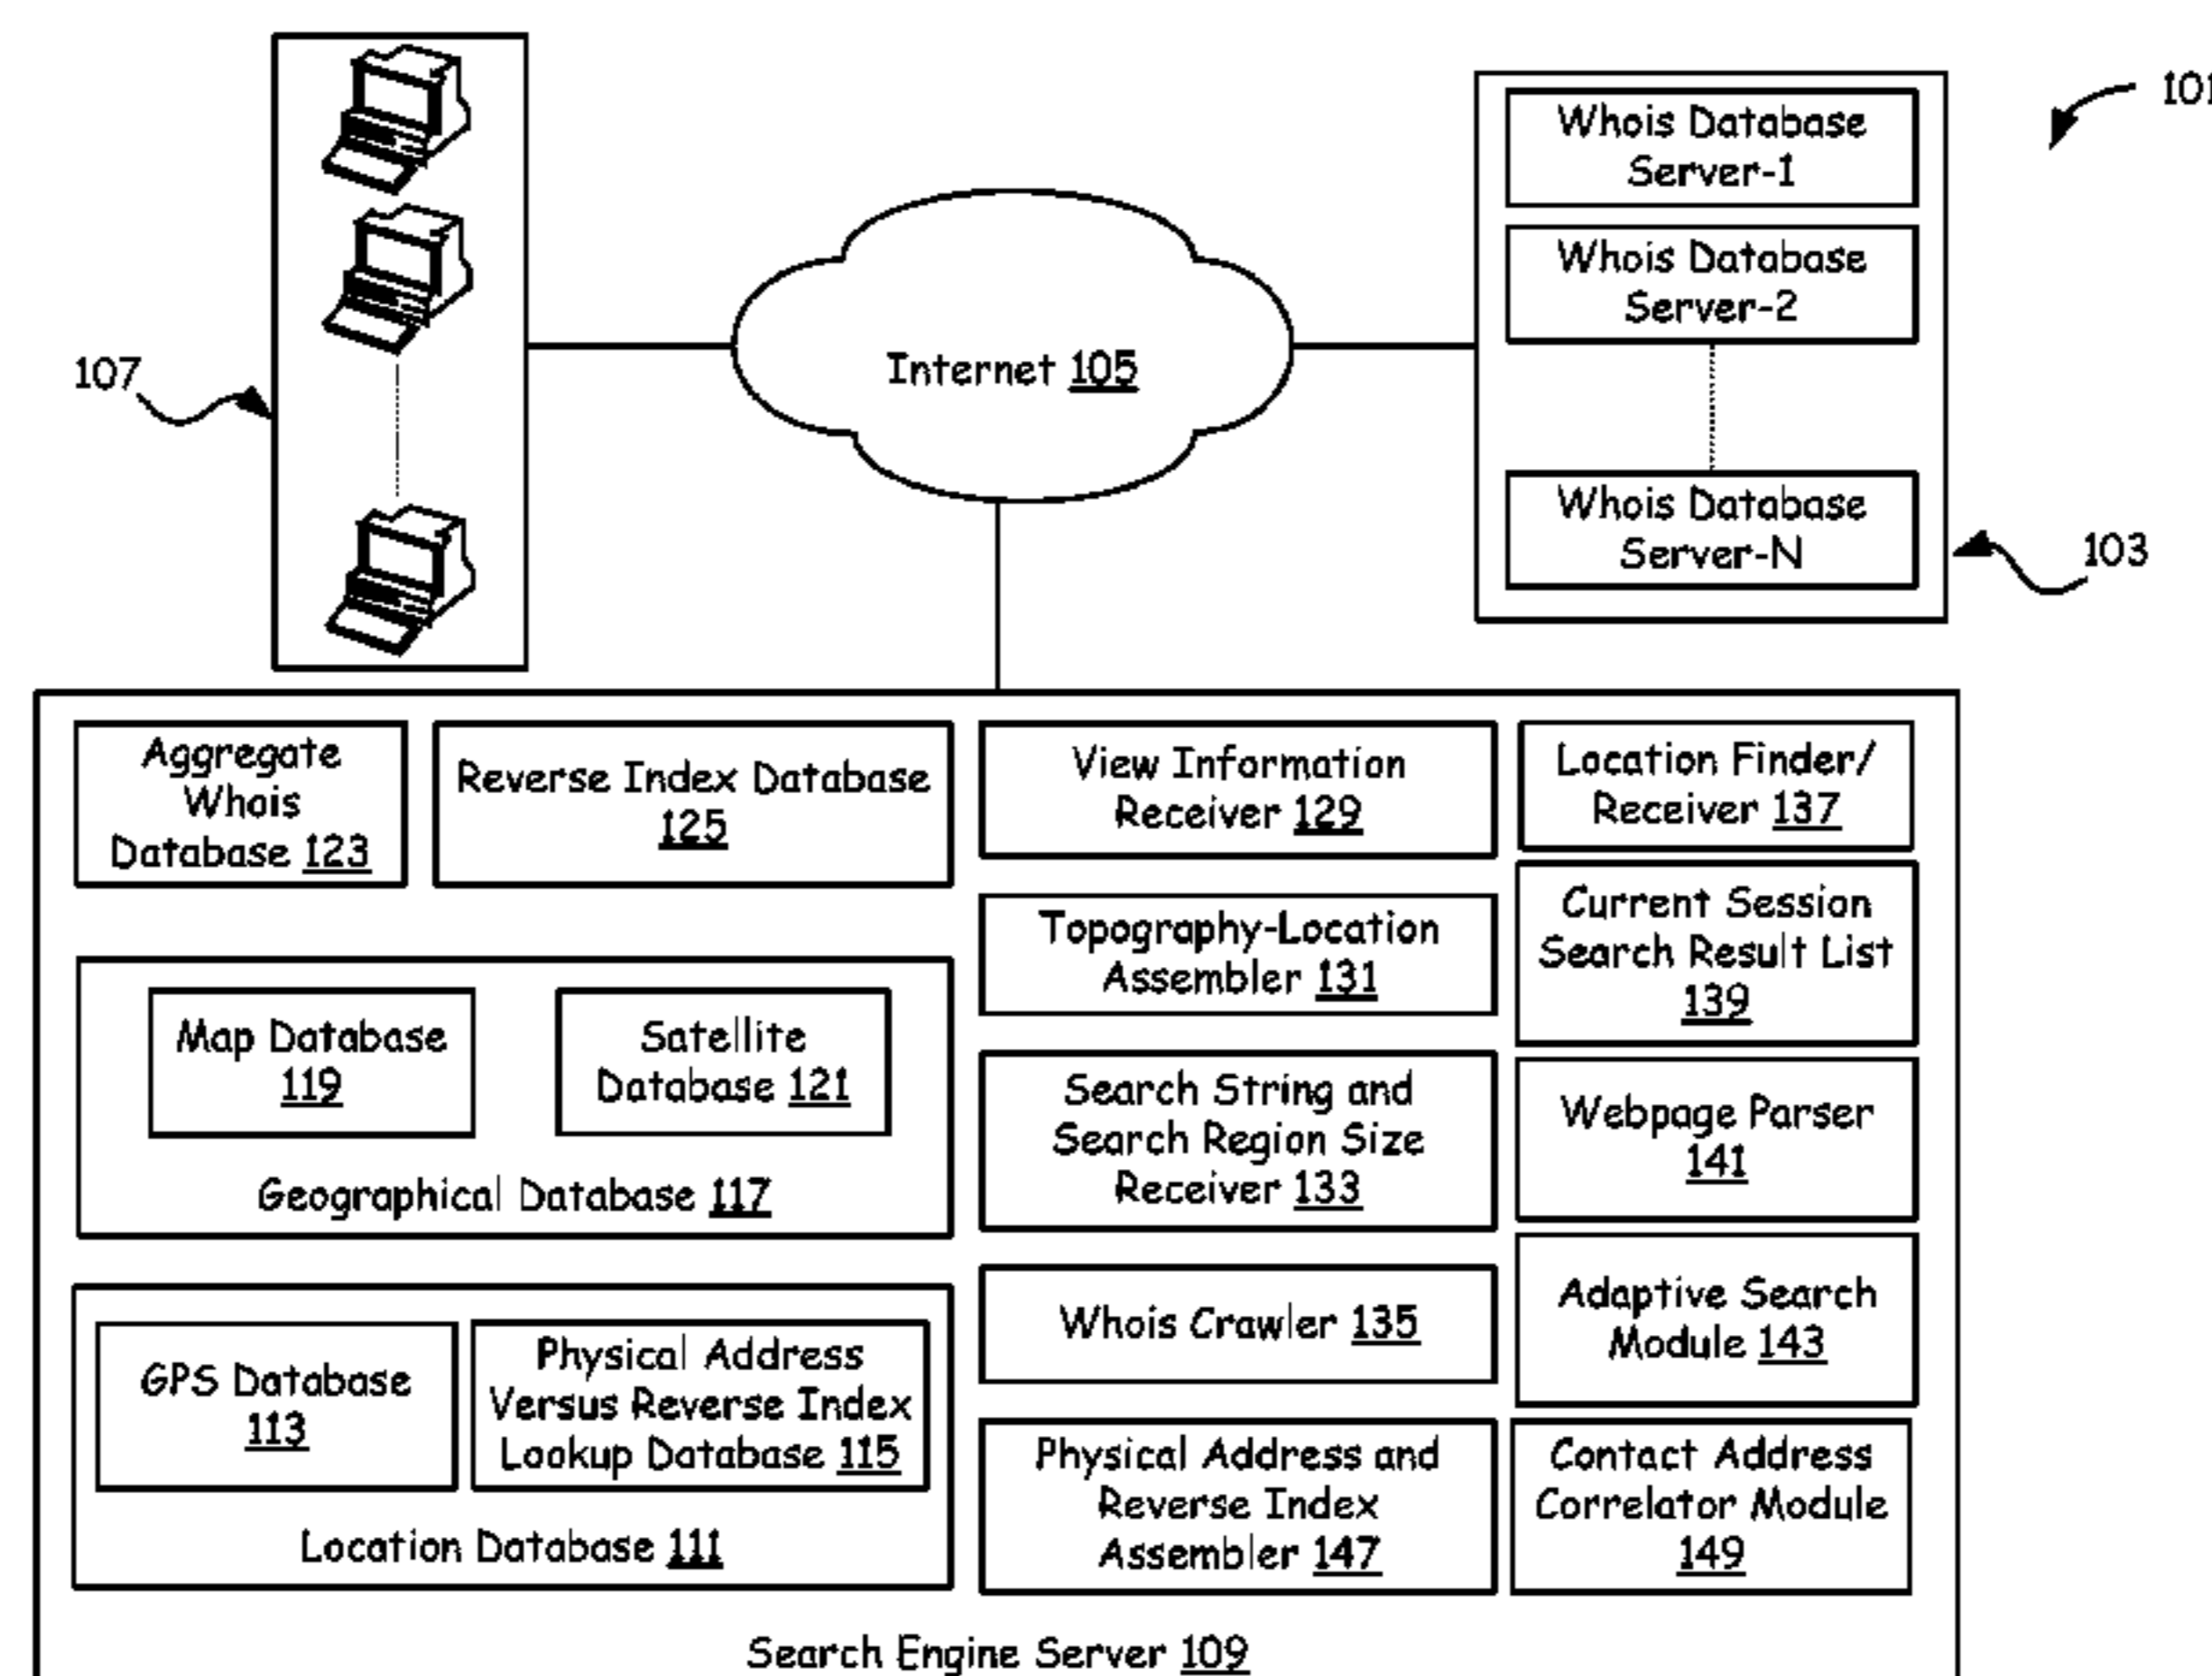 101
Whois Database
Server-1
Whois Database
Server-2
107
Internet 105
Whois Database
Server-N
103
Aggregate
Whois
Database 123
Reverse Index Database
125
View Information
Receiver 129
Location Finder/
Receiver 137
Topography-Location
Assembler 131
Current Session
Search Result List
139
Map Database
119
Satellite
Database 121
Geographical Database 117
Search String and
Search Region Size
Receiver 133
Webpage Parser
141
GPS Database
113
Physical Address
Versus Reverse Index
Lookup Database 115
Location Database 111
Whois Crawler 135
Adaptive Search
Module 143
Physical Address and
Reverse Index
Assembler 147
Contact Address
Correlator Module
149
Search Engine Server 109